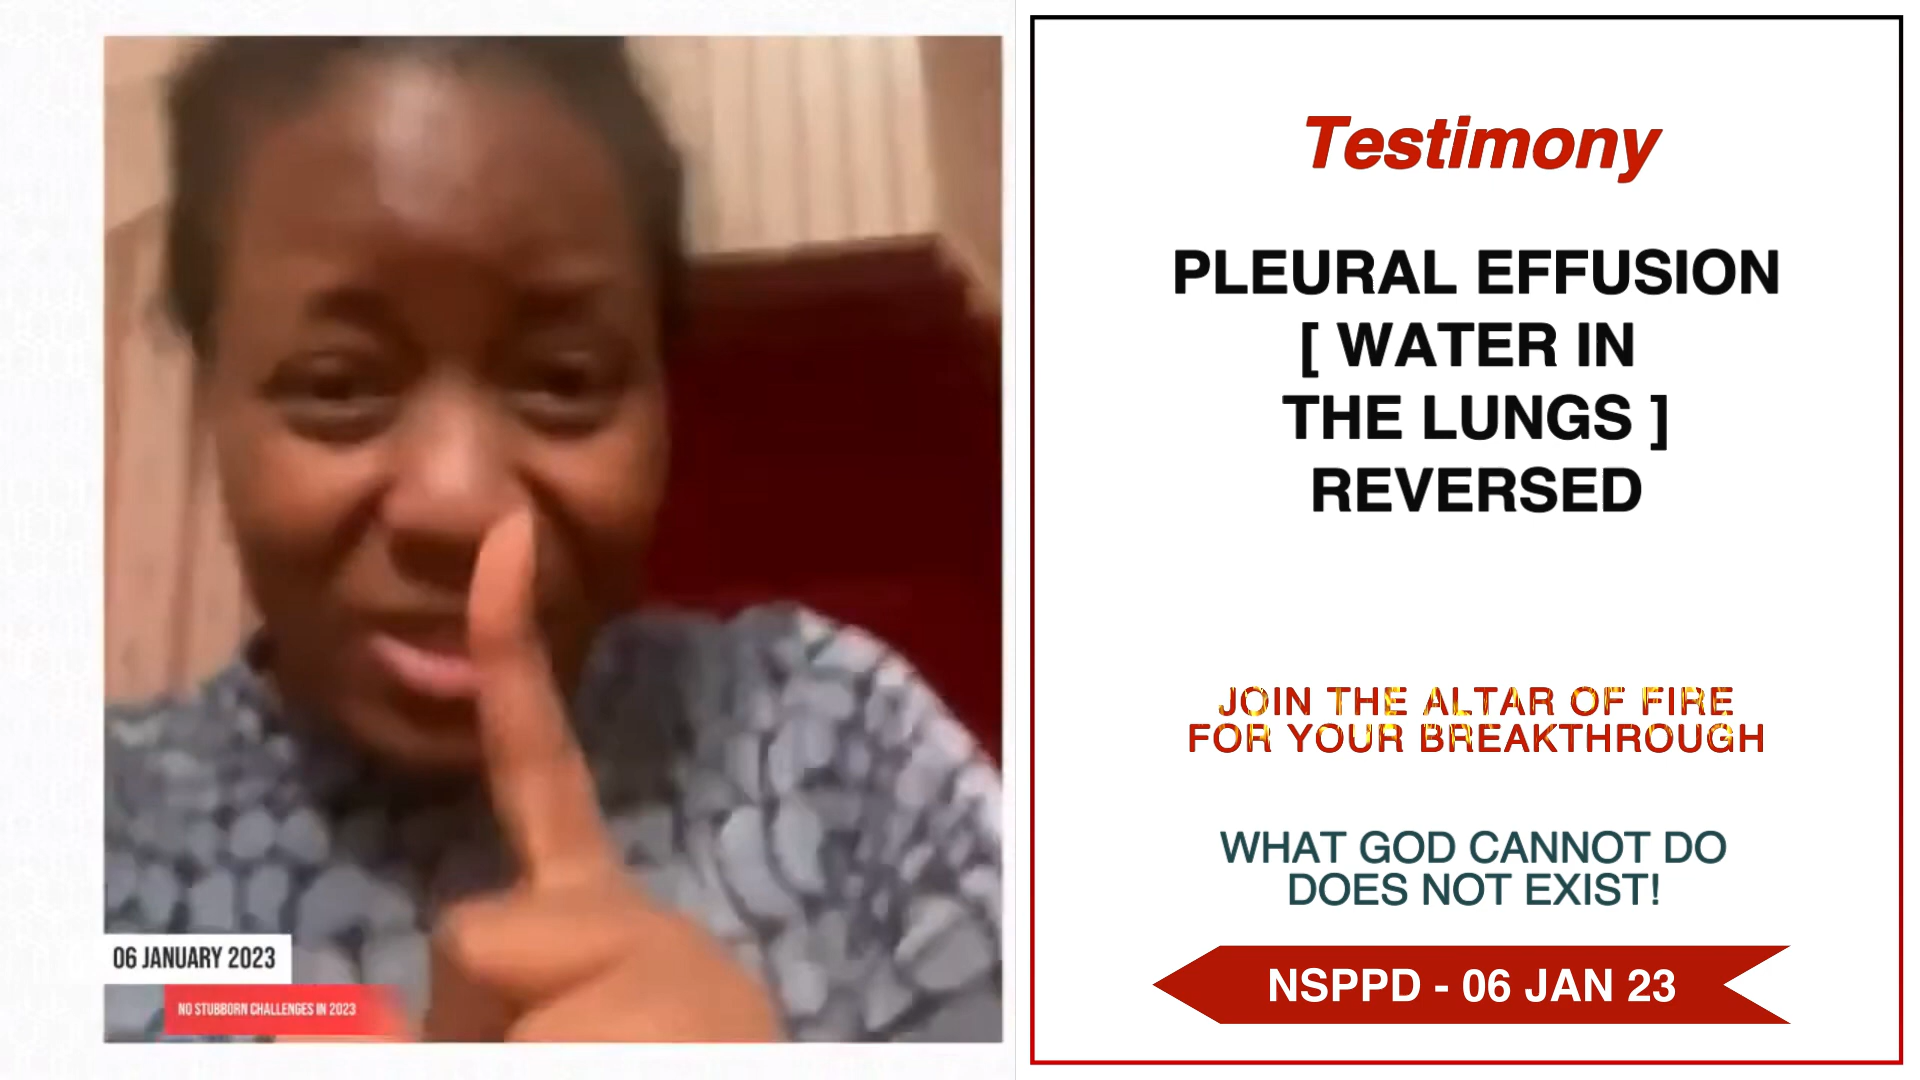 06 JANUARY 2023
NO STUBBORN CHALLENGES IN 2023
Testimony
PLEURAL EFFUSION
[ WATER IN
THE LUNGS ]
REVERSED
JOIN THE ALTAR OF FIRE
FOR YOUR BREAKTHROUGH
WHAT GOD CANNOT DO
DOES NOT EXIST!
NSPPD - 06 JAN 23